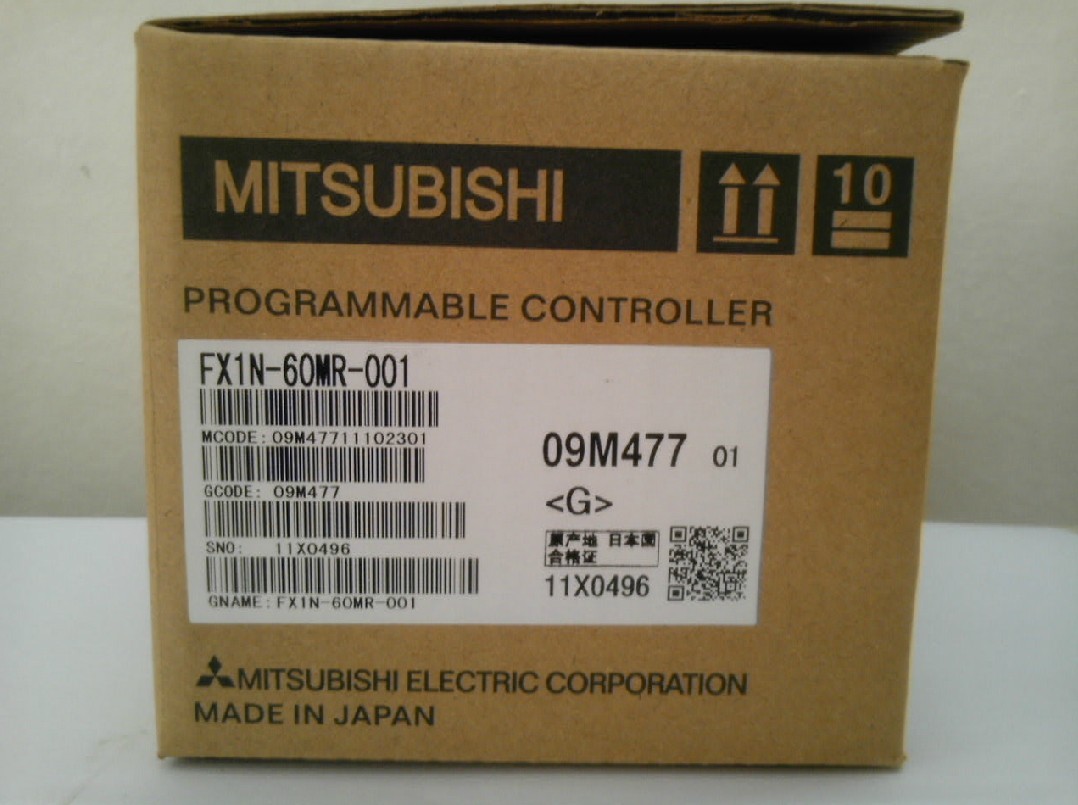 MITSUBISHI
10
PROGRAMMABLE CONTROLLER
FX1N-60MR-001
MCODE: 09M47711102301
GCODE: 09M477
SNO: 11X0496
GNAME: FX1N-60MR-001
09M477 01
<G>
原产地 日本国
合格证
11X0496
MITSUBISHI ELECTRIC CORPORATION
MADE IN JAPAN